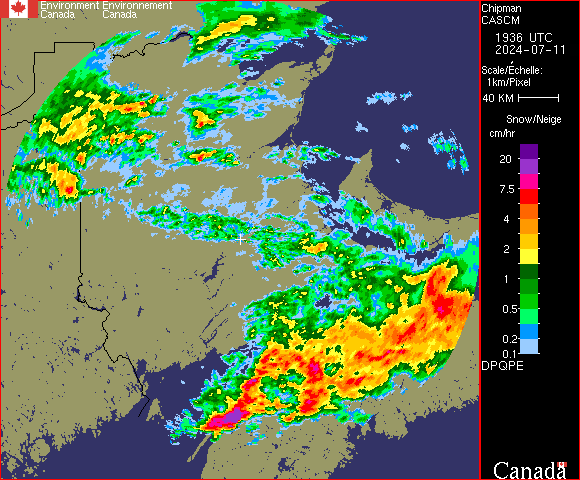 Environment Environnement
Canada Canada
Chipman
CASCM
1936 UTC
2024-07-11
Scale/Échelle:
1km/Pixel
40 KM
Snow/Neige
cm/hr
20
7.5
4
2
1
0.5
0.2
0.1
DPQPE
Canada